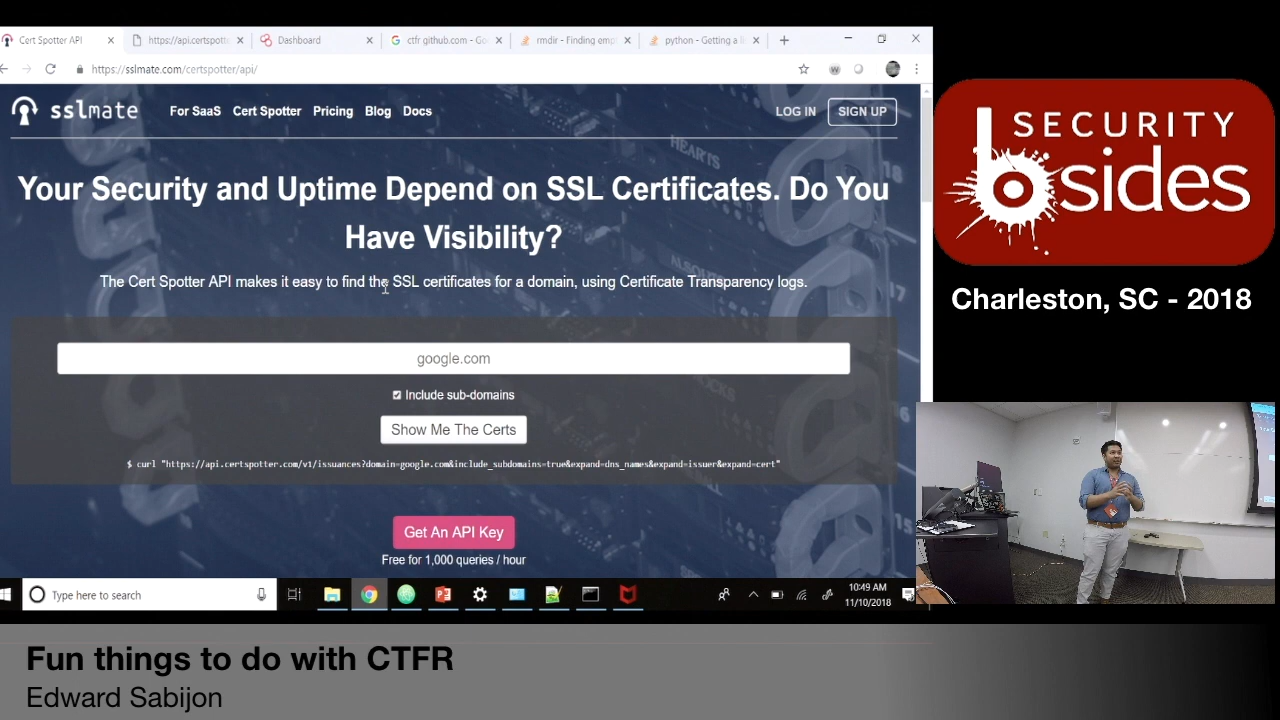 Cert Spotter API
https://api.certspott
Dashboard
ctfr github.com - Go
rmdir - Finding emp
python - Getting a li
https://sslmate.com/certspotter/api/
sslmate
For SaaS
Cert Spotter
Pricing
Blog
Docs
LOG IN
SIGN UP
Your Security and Uptime Depend on SSL Certificates. Do You
Have Visibility?
The Cert Spotter API makes it easy to find the SSL certificates for a domain, using Certificate Transparency logs.
google.com
Include sub-domains
Show Me The Certs
$ curl "https://api.certspotter.com/v1/issuances?domain=google.com&include_subdomains=true&expand=dns_names&expand=issuer&expand=cert"
Get An API Key
Free for 1,000 queries / hour
HEARTS
18
17
16
Type here to search
10:49 AM
11/10/2018
SECURITY
bsides
Charleston, SC - 2018
Fun things to do with CTFR
Edward Sabijon